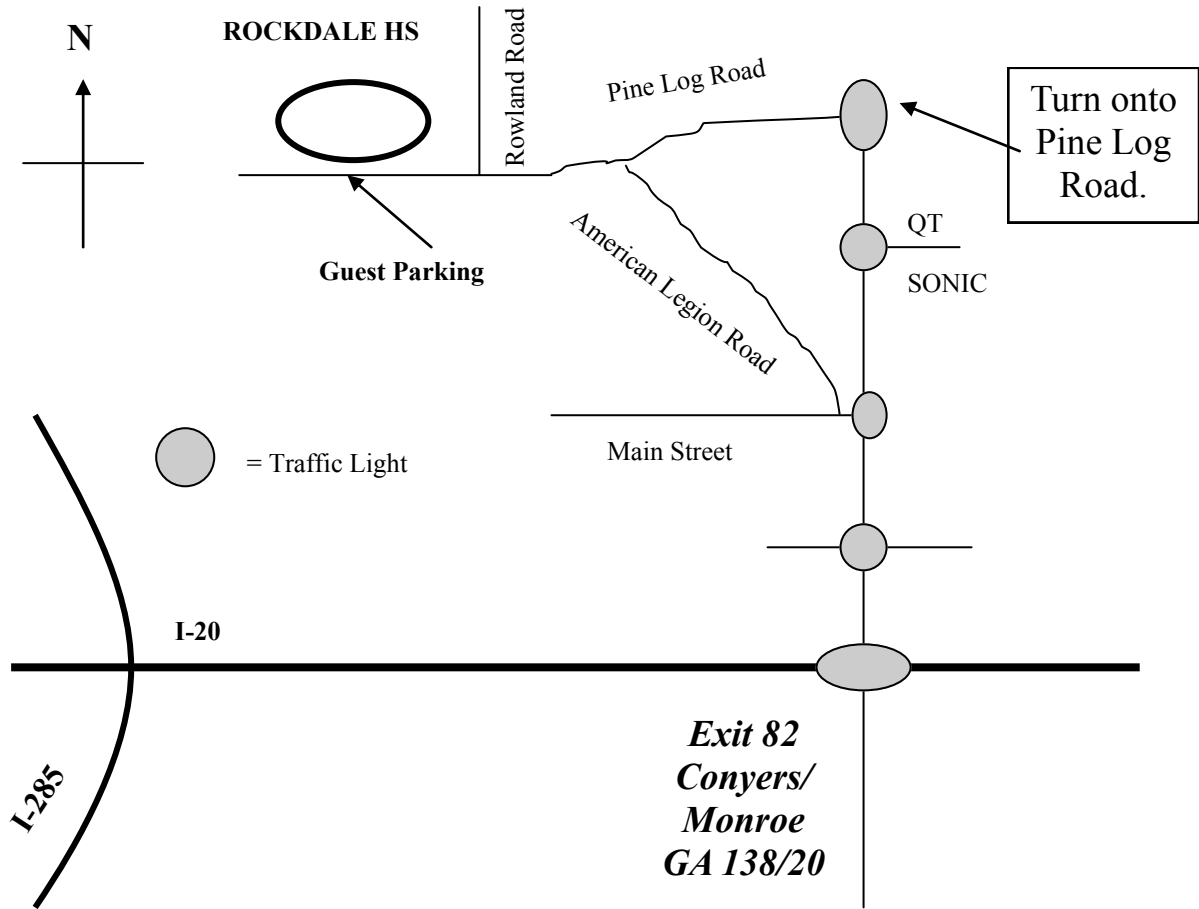 N
ROCKDALE HS
Rowland Road
Pine Log Road
Turn onto
Pine Log
Road.
QT
SONIC
Guest Parking
American Legion Road
Main Street
= Traffic Light
I-20
I-285
Exit 82
Conyers/
Monroe
GA 138/20